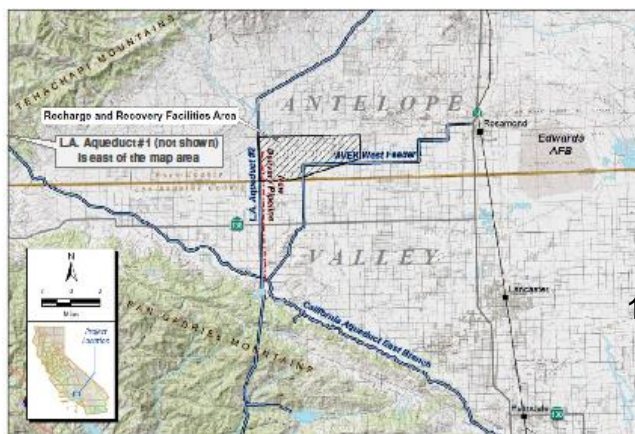 TEHACHAPI MOUNTAINS
ANTELOPE
Recharge and Recovery Facilities Area
Rosamond
L.A. Aqueduct #1 (not shown)
is east of the map area
Edwards
AFB
AVEK West Feeder
L.A. Aqueduct #2
New
Delivery Pipeline
VALLEY
N
Miles
Lancaster
California Aqueduct East Branch
SAN GABRIEL MOUNTAINS
Project
Location
Palmdale
1